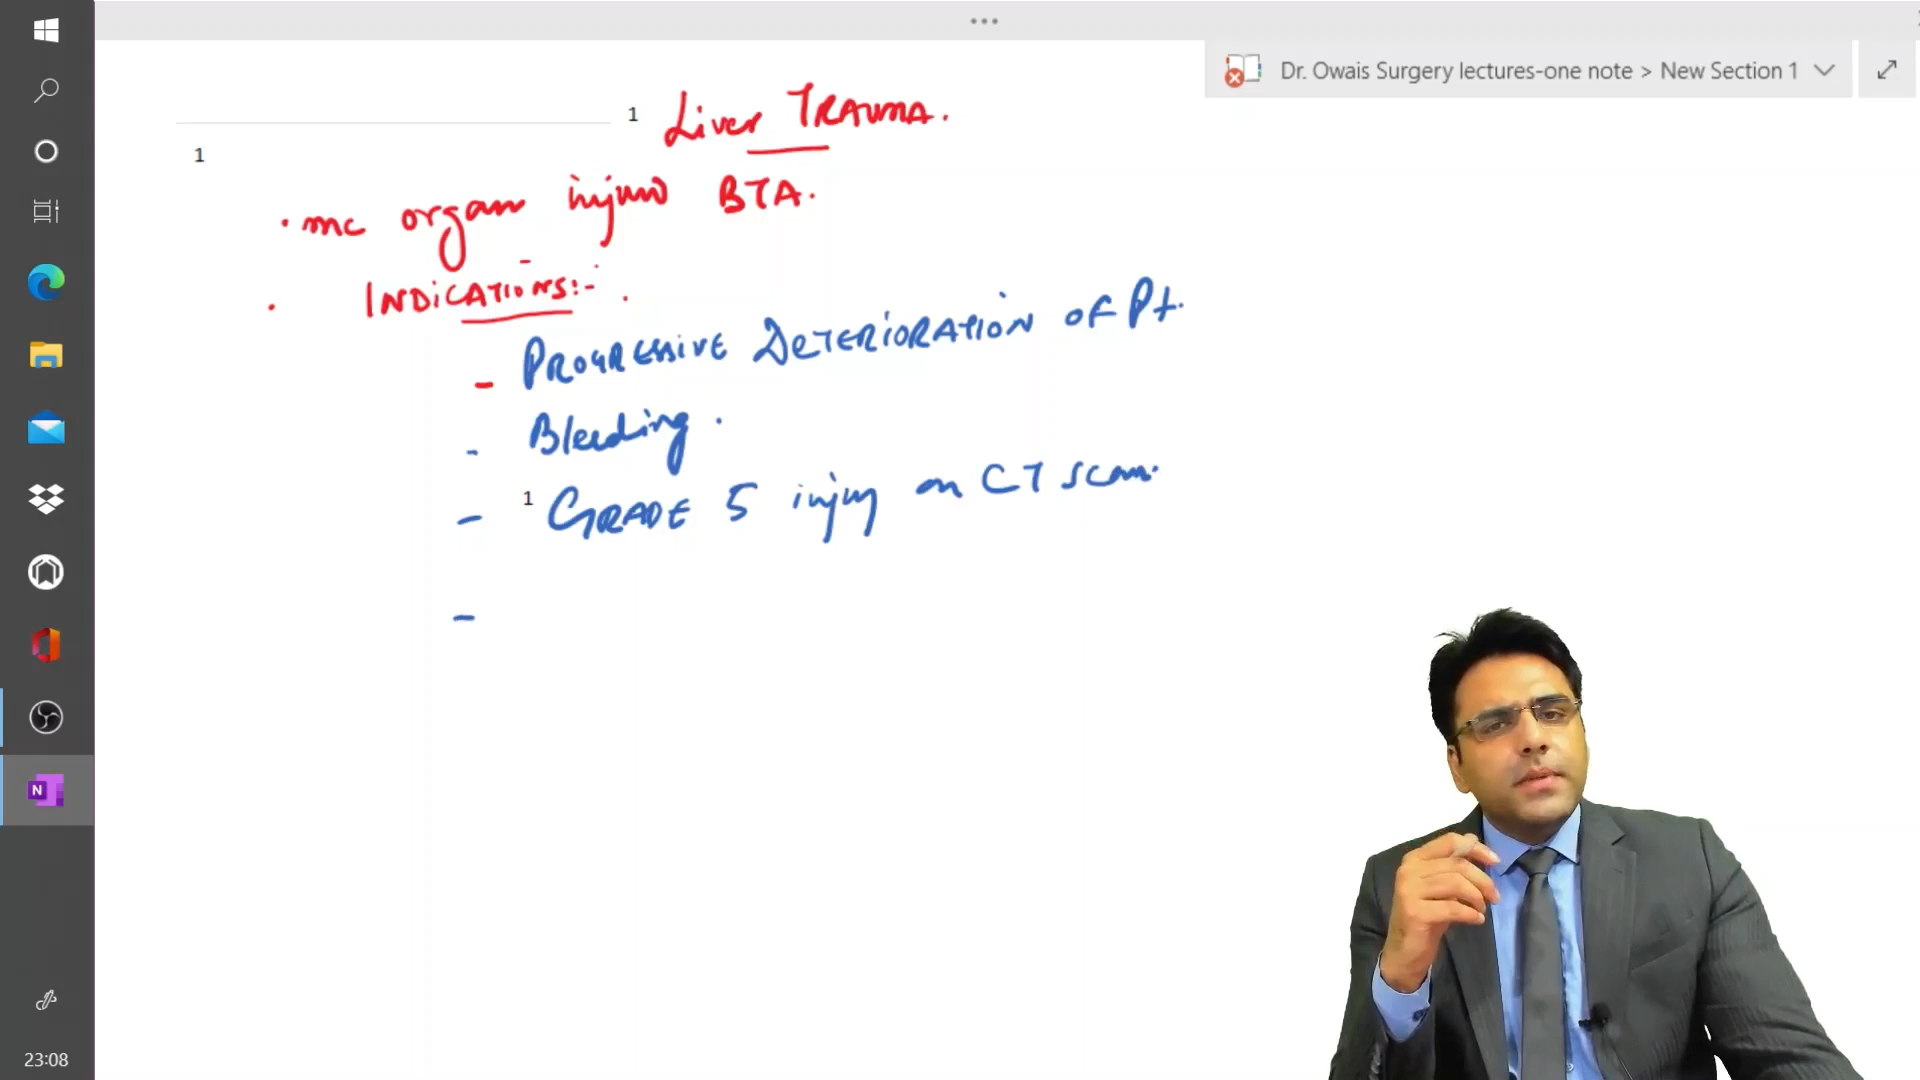 Dr. Owais Surgery lectures-one note > New Section 1
1 Liver TRAUMA.
1
· mc organ injured BTA.
· INDICATIONS:- .
- PROGRESSIVE DETERIORATION OF Pt.
- Bleeding .
- 1 GRADE 5 injury on CT scan.
-
N
23:08